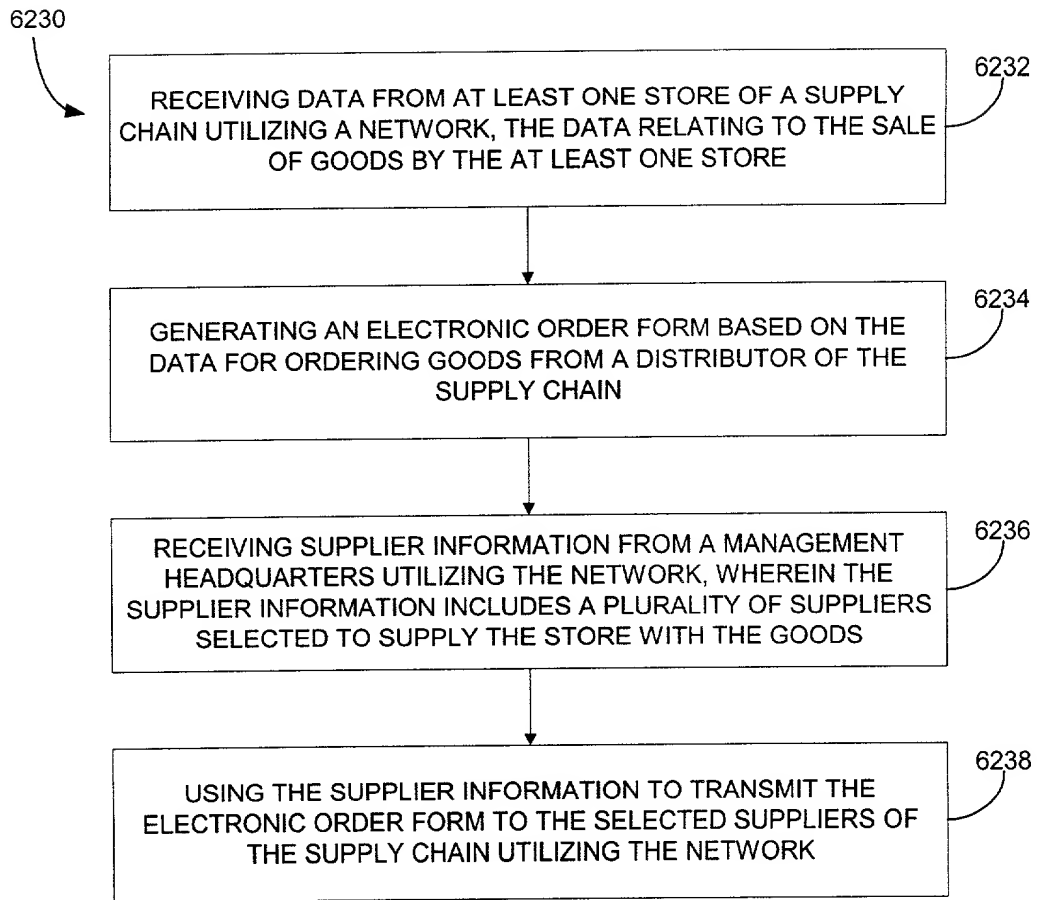 6230
6232
RECEIVING DATA FROM AT LEAST ONE STORE OF A SUPPLY
CHAIN UTILIZING A NETWORK, THE DATA RELATING TO THE SALE
OF GOODS BY THE AT LEAST ONE STORE
6234
GENERATING AN ELECTRONIC ORDER FORM BASED ON THE
DATA FOR ORDERING GOODS FROM A DISTRIBUTOR OF THE
SUPPLY CHAIN
6236
RECEIVING SUPPLIER INFORMATION FROM A MANAGEMENT
HEADQUARTERS UTILIZING THE NETWORK, WHEREIN THE
SUPPLIER INFORMATION INCLUDES A PLURALITY OF SUPPLIERS
SELECTED TO SUPPLY THE STORE WITH THE GOODS
6238
USING THE SUPPLIER INFORMATION TO TRANSMIT THE
ELECTRONIC ORDER FORM TO THE SELECTED SUPPLIERS OF
THE SUPPLY CHAIN UTILIZING THE NETWORK